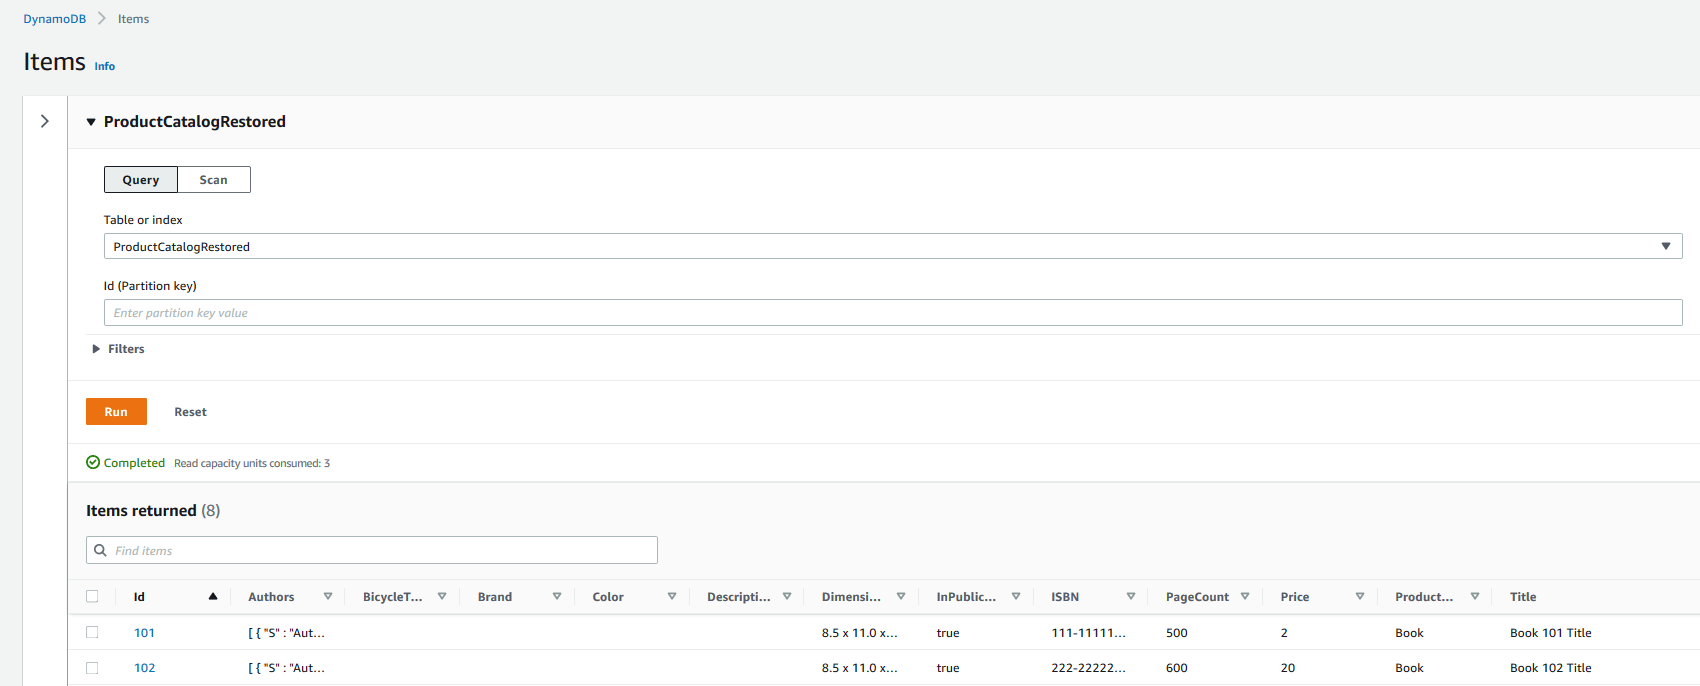 DynamoDB Items
Items Info
ProductCatalogRestored
Query Scan
Table or index
ProductCatalogRestored
Id (Partition key)
Enter partition key value
Filters
Run Reset
Completed Read capacity units consumed: 3
Items returned (8)
Find items
Id Authors BicycleT... Brand Color Descripti... Dimensi... InPublic... ISBN PageCount Price Product... Title
101 [ { "S" : "Aut... 8.5 x 11.0 x... true 111-11111... 500 2 Book Book 101 Title
102 [ { "S" : "Aut... 8.5 x 11.0 x... true 222-22222... 600 20 Book Book 102 Title